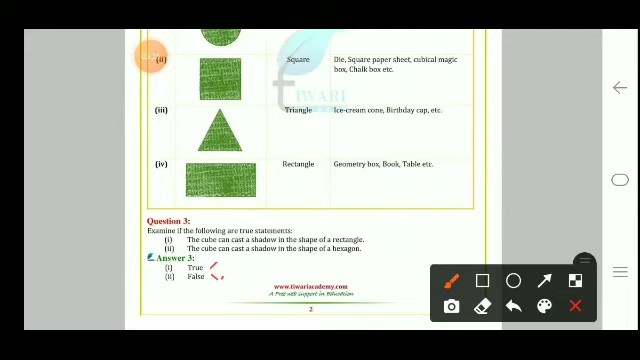 (ii) Square Die, Square paper sheet, cubical magic
box, Chalk box etc.
TIWARI
(iii) Triangle Ice-cream cone, Birthday cap, etc.
(iv) Rectangle Geometry box, Book, Table etc.
Question 3:
Examine if the following are true statements:
(i) The cube can cast a shadow in the shape of a rectangle.
(ii) The cube can cast a shadow in the shape of a hexagon.
Answer 3:
(i) True
(ii) False
www.tiwariacademy.com
A Free web support in Education
2